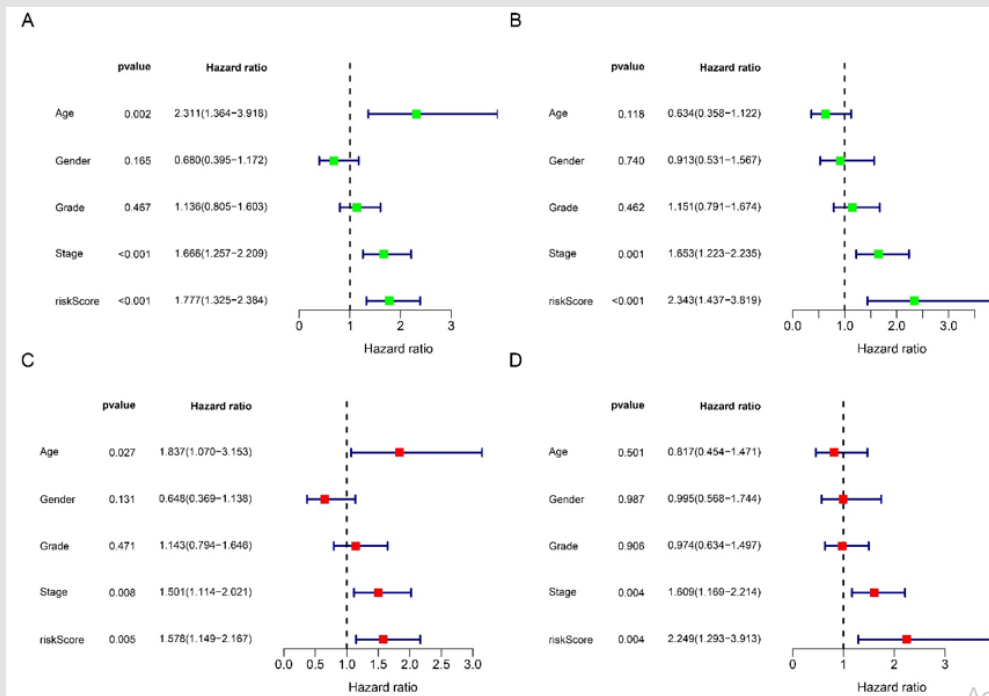 A
pvalue Hazard ratio
Age 0.002 2.311(1.364−3.918)
Gender 0.165 0.680(0.395−1.172)
Grade 0.467 1.136(0.805−1.603)
Stage <0.001 1.666(1.257−2.209)
riskScore <0.001 1.777(1.325−2.384)
0 1 2 3
Hazard ratio
B
pvalue Hazard ratio
Age 0.118 0.634(0.358−1.122)
Gender 0.740 0.913(0.531−1.567)
Grade 0.462 1.151(0.791−1.674)
Stage 0.001 1.653(1.223−2.235)
riskScore <0.001 2.343(1.437−3.819)
0.0 1.0 2.0 3.0
Hazard ratio
C
pvalue Hazard ratio
Age 0.027 1.837(1.070−3.153)
Gender 0.131 0.648(0.369−1.138)
Grade 0.471 1.143(0.794−1.646)
Stage 0.008 1.501(1.114−2.021)
riskScore 0.005 1.578(1.149−2.167)
0.0 0.5 1.0 1.5 2.0 2.5 3.0
Hazard ratio
D
pvalue Hazard ratio
Age 0.501 0.817(0.454−1.471)
Gender 0.987 0.995(0.568−1.744)
Grade 0.906 0.974(0.634−1.497)
Stage 0.004 1.609(1.169−2.214)
riskScore 0.004 2.249(1.293−3.913)
0 1 2 3
Hazard ratio